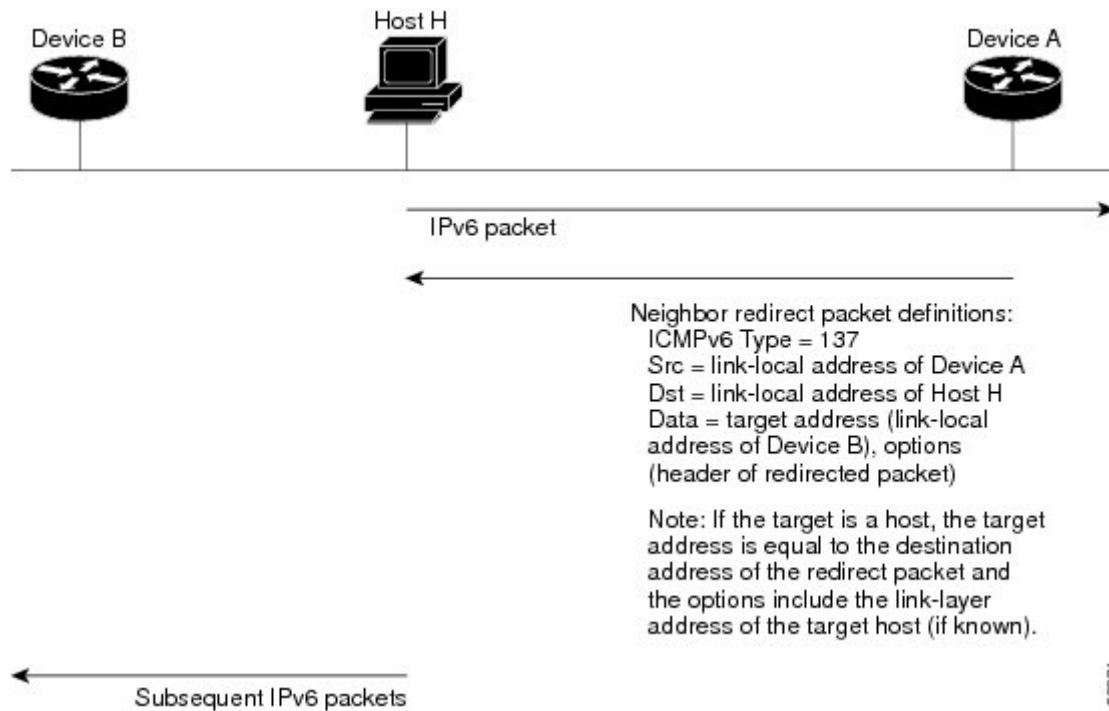 Host H
Device B
Device A
IPv6 packet
Neighbor redirect packet definitions:
ICMPv6 Type = 137
Src = link-local address of Device A
Dst = link-local address of Host H
Data = target address (link-local
address of Device B), options
(header of redirected packet)
Note: If the target is a host, the target
address is equal to the destination
address of the redirect packet and
the options include the link-layer
address of the target host (if known).
Subsequent IPv6 packets